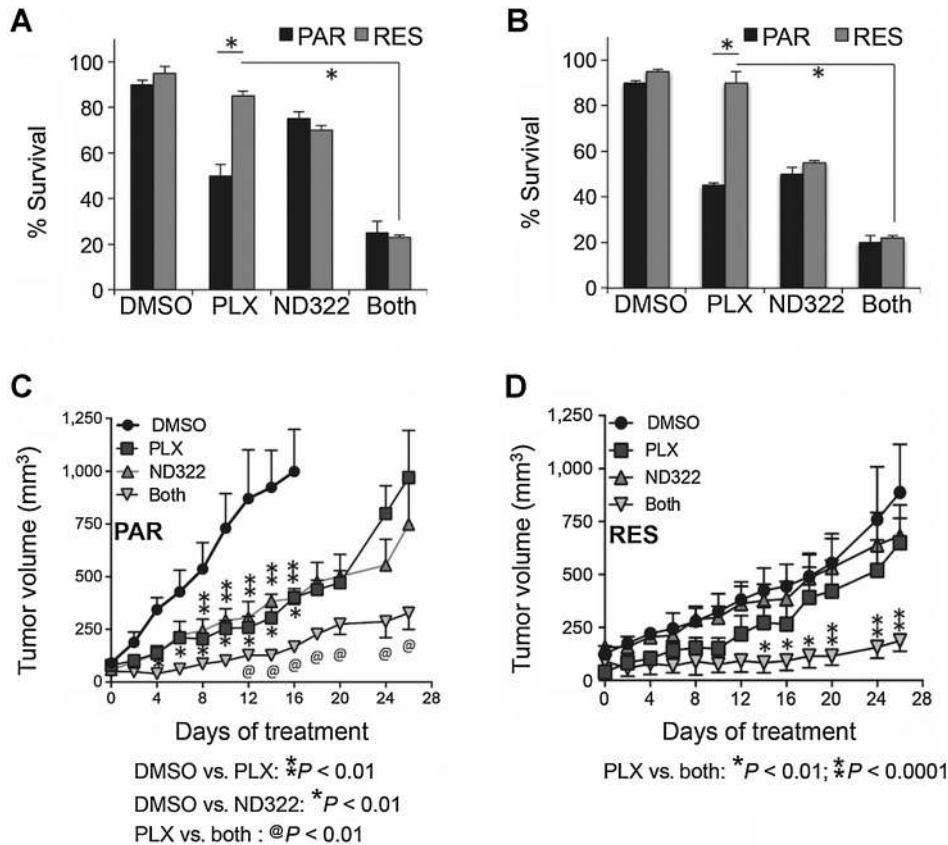 A
PAR RES
*
*
% Survival
100
80
60
40
20
0
DMSO PLX ND322 Both
B
PAR RES
*
*
% Survival
100
80
60
40
20
0
DMSO PLX ND322 Both
C
Tumor volume (mm³)
1,250
1,000
750
500
250
0
DMSO
PLX
ND322
Both
PAR
** ** ** ** **
* * * * * * *
@ @ @ @ @ @ @
0 4 8 12 16 20 24 28
Days of treatment
DMSO vs. PLX: **P < 0.01
DMSO vs. ND322: *P < 0.01
PLX vs. both : @P < 0.01
D
Tumor volume (mm³)
1,250
1,000
750
500
250
0
DMSO
PLX
ND322
Both
RES
* * * ** ** **
0 4 8 12 16 20 24 28
Days of treatment
PLX vs. both: *P < 0.01; **P < 0.0001